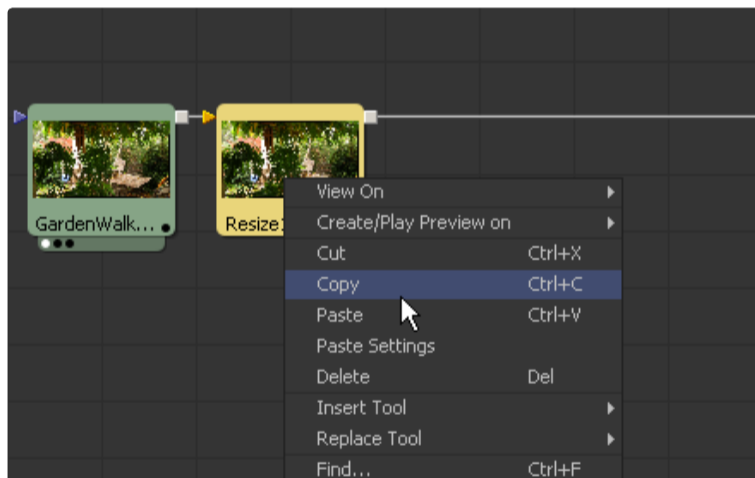 GardenWalk...
Resize1
View On
Create/Play Preview on
Cut Ctrl+X
Copy Ctrl+C
Paste Ctrl+V
Paste Settings
Delete Del
Insert Tool
Replace Tool
Find... Ctrl+F